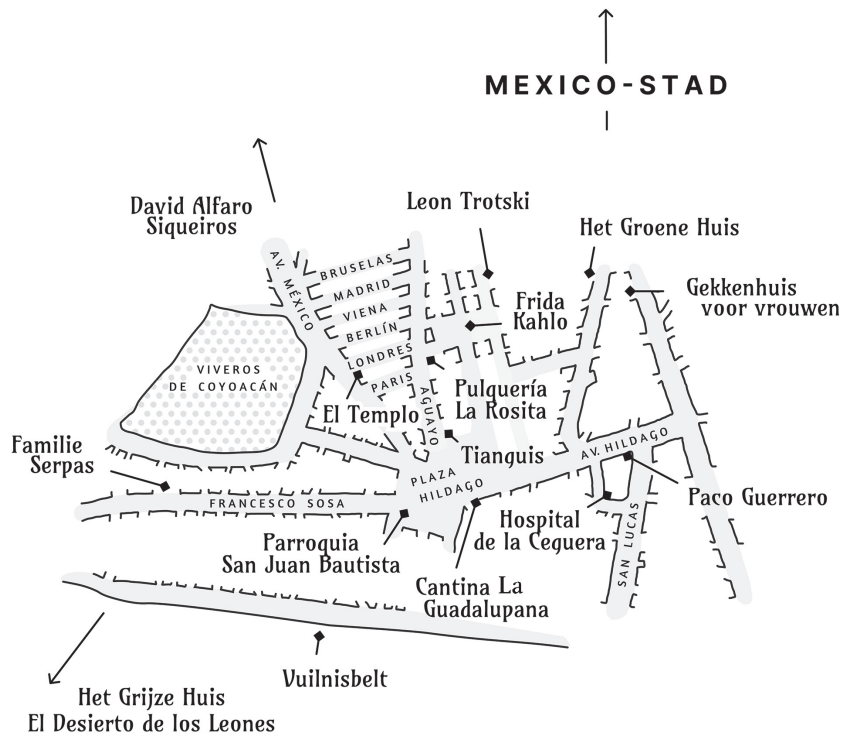 MEXICO-STAD
David Alfaro
Siqueiros
Leon Trotski
Het Groene Huis
AV. MÉXICO
BRUSELAS
MADRID
VIENA
BERLÍN
LONDRES
PARIS
AGUAYO
Frida
Kahlo
Gekkenhuis
voor vrouwen
VIVEROS
DE COYOACÁN
El Templo
Pulquería
La Rosita
Tianguis
AV. HILDAGO
Familie
Serpas
PLAZA
HILDAGO
Paco Guerrero
FRANCESCO SOSA
Hospital
de la Ceguera
SAN LUCAS
Parroquia
San Juan Bautista
Cantina La
Guadalupana
Vuilnisbelt
Het Grijze Huis
El Desierto de los Leones